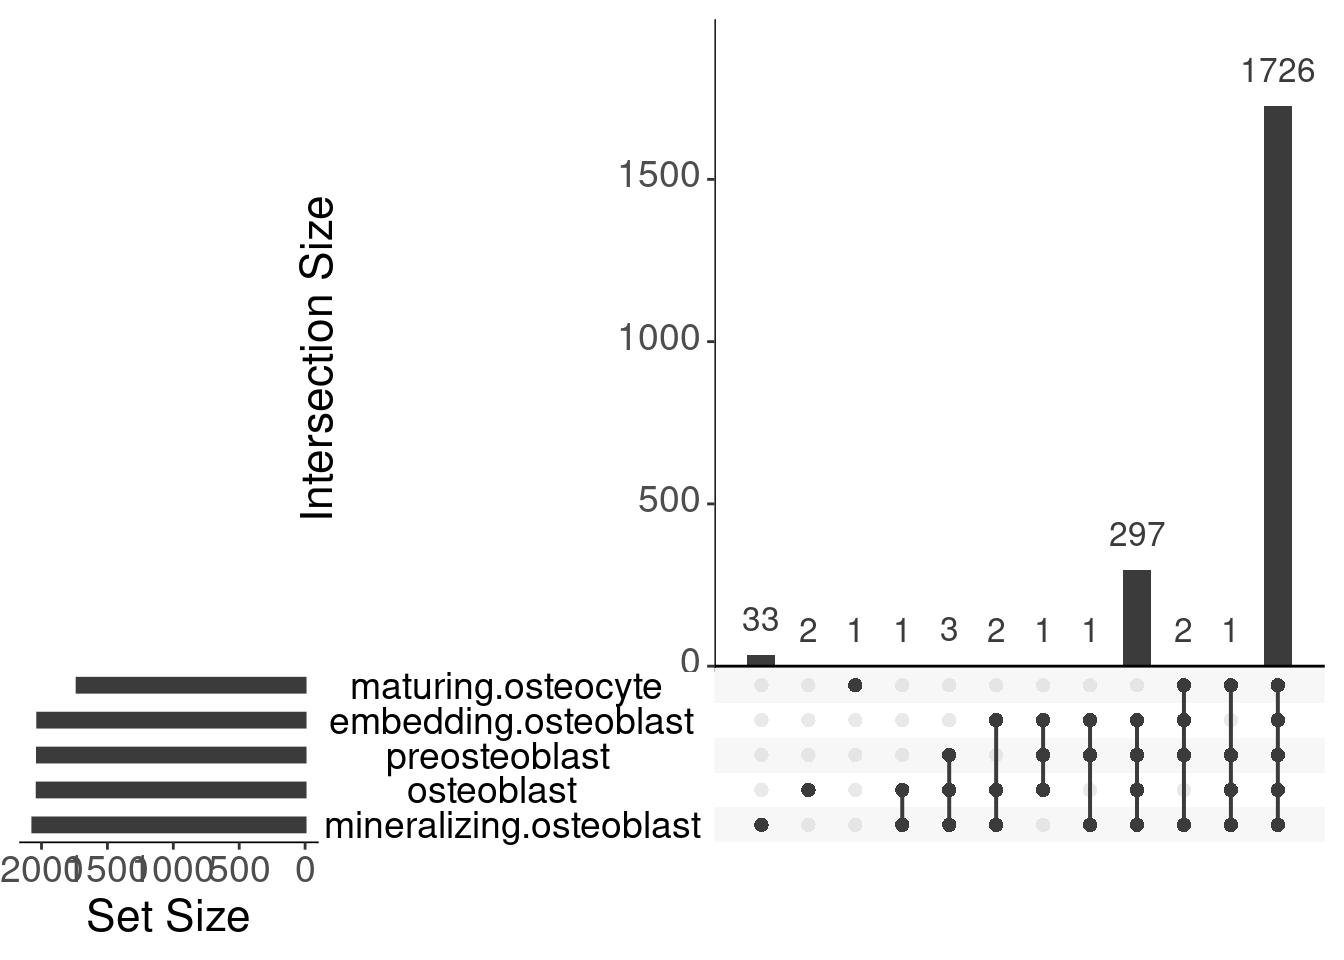 1726
1500
1000
500
0
Intersection Size
297
33 2 1 1 3 2 1 1 2 1
maturing.osteocyte
embedding.osteoblast
preosteoblast
osteoblast
mineralizing.osteoblast
2000 1500 1000 500 0
Set Size